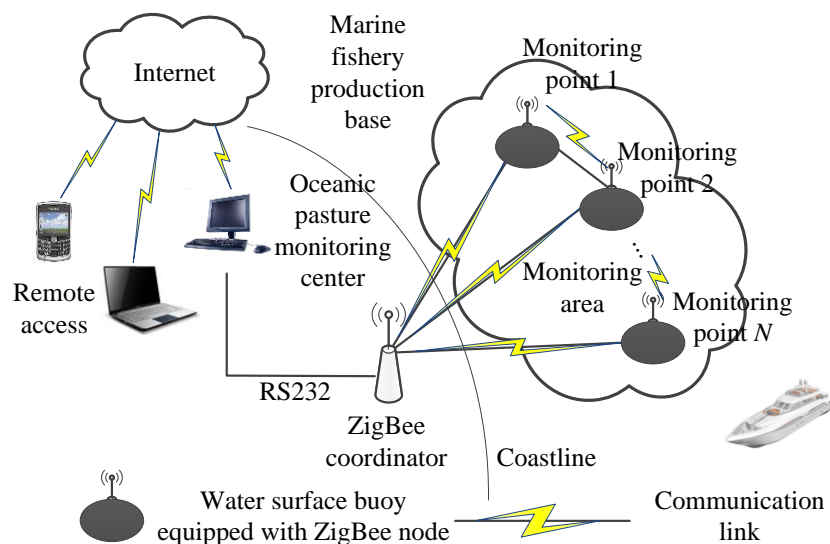 Internet
Marine
fishery
production
base
Monitoring
point 1
Monitoring
point 2
Oceanic
pasture
monitoring
center
Remote
access
Monitoring
area
Monitoring
point N
RS232
ZigBee
coordinator
Coastline
Water surface buoy
equipped with ZigBee node
Communication
link